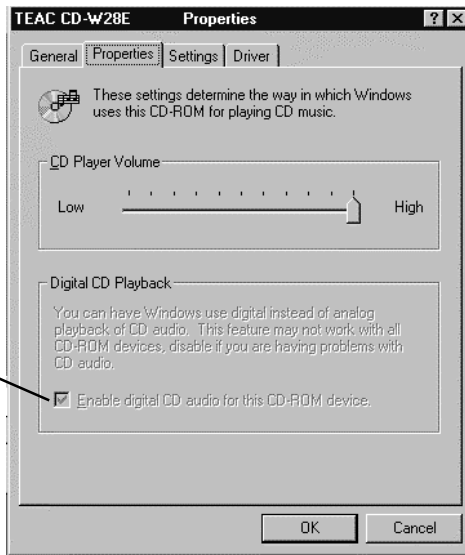 TEAC CD-W28E Properties
General Properties Settings Driver
These settings determine the way in which Windows
uses this CD-ROM for playing CD music.
CD Player Volume
Low High
Digital CD Playback
You can have Windows use digital instead of analog
playback of CD audio. This feature may not work with all
CD-ROM devices, disable if you are having problems with
CD audio.
Enable digital CD audio for this CD-ROM device.
OK Cancel